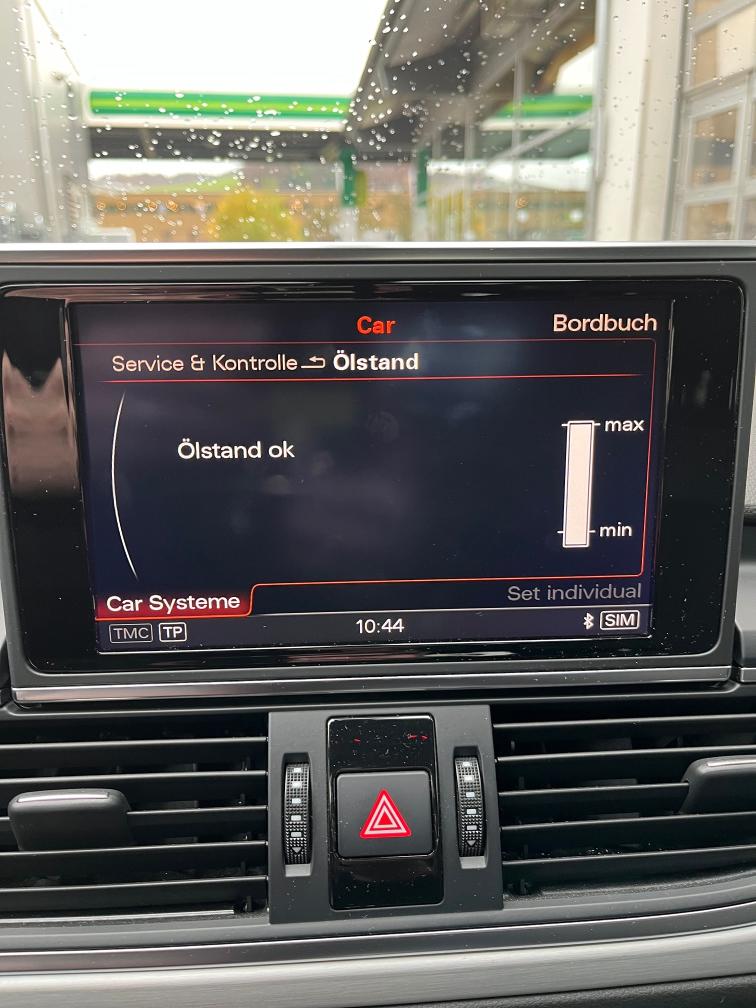 Car
Bordbuch
Service & Kontrolle Ölstand
Ölstand ok
max
min
Car Systeme
Set individual
TMC TP
10:44
SIM